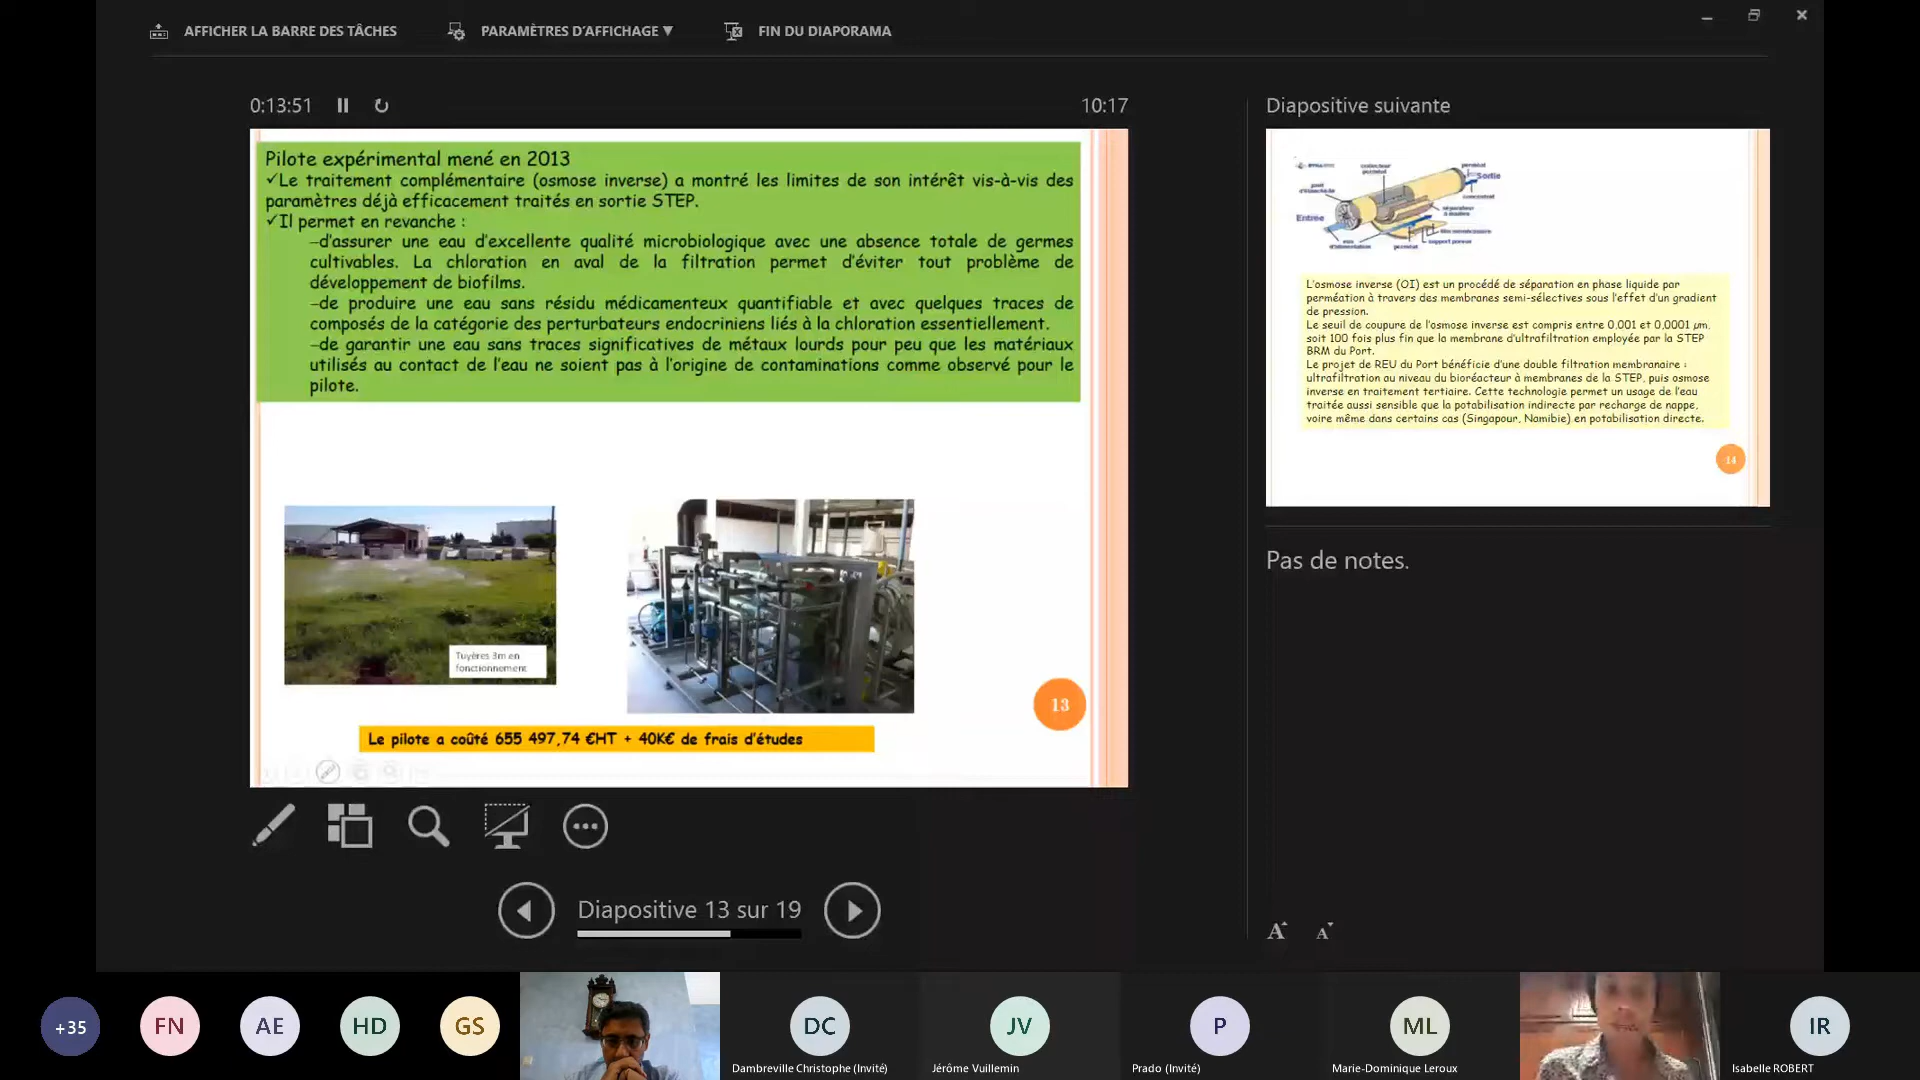 AFFICHER LA BARRE DES TÂCHES
PARAMÈTRES D'AFFICHAGE ▼
FIN DU DIAPORAMA
0:13:51
10:17
Pilote expérimental mené en 2013
✓Le traitement complémentaire (osmose inverse) a montré les limites de son intérêt vis-à-vis des
paramètres déjà efficacement traités en sortie STEP.
✓Il permet en revanche :
–d'assurer une eau d'excellente qualité microbiologique avec une absence totale de germes
cultivables. La chloration en aval de la filtration permet d'éviter tout problème de
développement de biofilms.
–de produire une eau sans résidu médicamenteux quantifiable et avec quelques traces de
composés de la catégorie des perturbateurs endocriniens liés à la chloration essentiellement.
–de garantir une eau sans traces significatives de métaux lourds pour peu que les matériaux
utilisés au contact de l'eau ne soient pas à l'origine de contaminations comme observé pour le
pilote.
Tuyères 3m en
fonctionnement
13
Le pilote a coûté 655 497,74 €HT + 40K€ de frais d'études
Diapositive 13 sur 19
Diapositive suivante
permeat
Sortie
concentrat
Entrée
support poreux
permeat
L'osmose inverse (OI) est un procédé de séparation en phase liquide par
perméation à travers des membranes semi-sélectives sous l'effet d'un gradient
de pression.
Le seuil de coupure de l'osmose inverse est compris entre 0,001 et 0,0001 µm,
soit 100 fois plus fin que la membrane d'ultrafiltration employée par la STEP
BRM du Port.
Le projet de REU du Port bénéficie d'une double filtration membranaire :
ultrafiltration au niveau du bioréacteur à membranes de la STEP, puis osmose
inverse en traitement tertiaire. Cette technologie permet un usage de l'eau
traitée aussi sensible que la potabilisation indirecte par recharge de nappe,
voire même dans certains cas (Singapour, Namibie) en potabilisation directe.
14
Pas de notes.
A A
+35
FN
AE
HD
GS
DC
Dambreville Christophe (Invité)
JV
Jérôme Vuillemin
P
Prado (Invité)
ML
Marie-Dominique Leroux
IR
Isabelle ROBERT